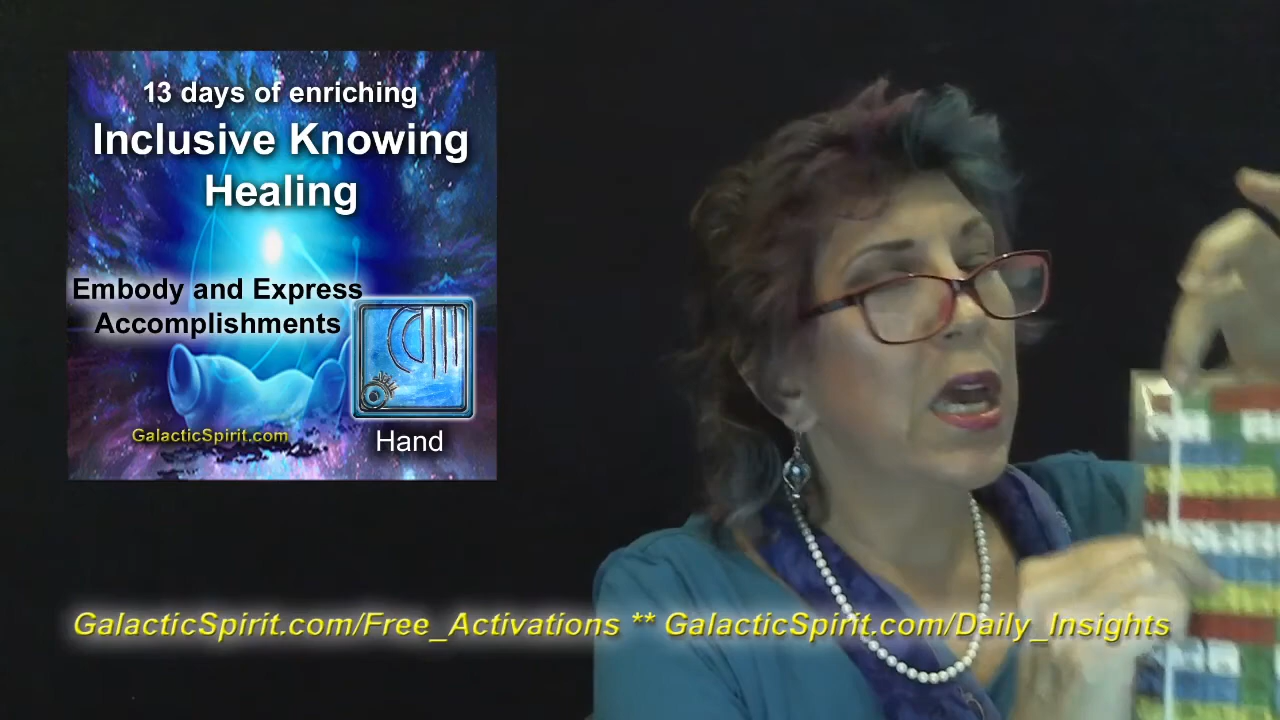 13 days of enriching
Inclusive Knowing
Healing
Embody and Express
Accomplishments
GalacticSpirit.com
Hand
GalacticSpirit.com/Free_Activations ** GalacticSpirit.com/Daily_Insights